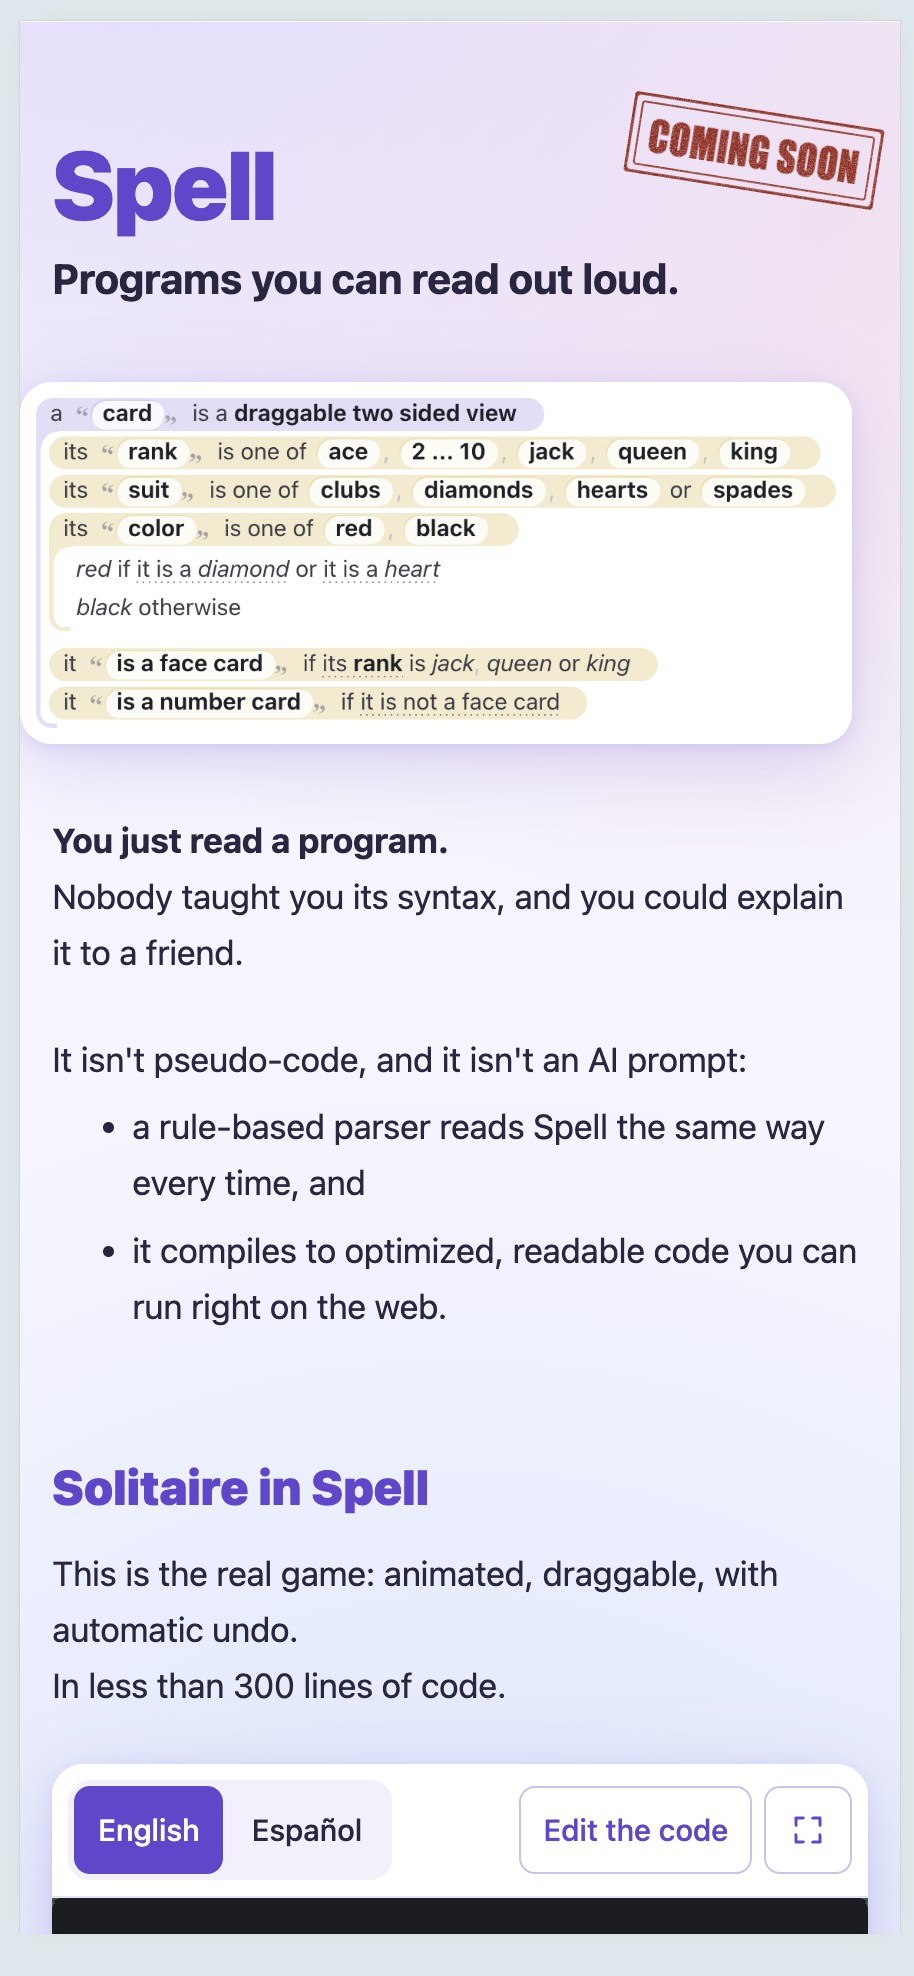 COMING SOON
Spell
Programs you can read out loud.
a “ card ” is a draggable two sided view
its “ rank ” is one of ace , 2 ... 10 , jack , queen , king
its “ suit ” is one of clubs , diamonds , hearts or spades
its “ color ” is one of red , black
red if it is a diamond or it is a heart
black otherwise
it “ is a face card ” if its rank is jack, queen or king
it “ is a number card ” if it is not a face card
You just read a program.
Nobody taught you its syntax, and you could explain
it to a friend.
It isn't pseudo-code, and it isn't an AI prompt:
• a rule-based parser reads Spell the same way
every time, and
• it compiles to optimized, readable code you can
run right on the web.
Solitaire in Spell
This is the real game: animated, draggable, with
automatic undo.
In less than 300 lines of code.
English Español Edit the code